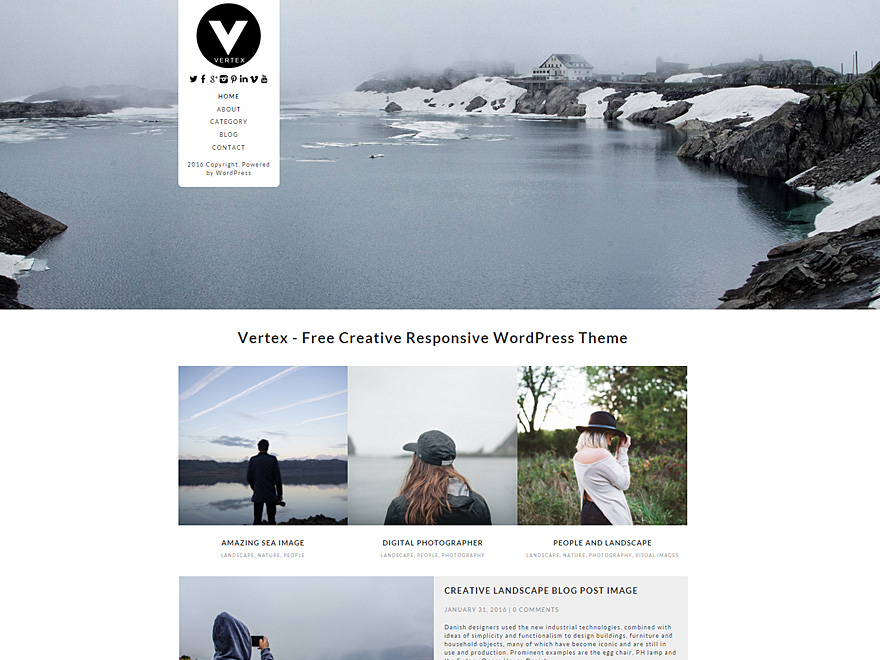 V
VERTEX
HOME
ABOUT
CATEGORY
BLOG
CONTACT
2016 Copyright. Powered
by WordPress
Vertex - Free Creative Responsive WordPress Theme
AMAZING SEA IMAGE
LANDSCAPE, NATURE, PEOPLE
DIGITAL PHOTOGRAPHER
LANDSCAPE, PEOPLE, PHOTOGRAPHY
PEOPLE AND LANDSCAPE
LANDSCAPE, NATURE, PHOTOGRAPHY, VISUAL IMAGES
CREATIVE LANDSCAPE BLOG POST IMAGE
JANUARY 31, 2016 | 0 COMMENTS
Danish designers used the new industrial technologies, combined with
ideas of simplicity and functionalism to design buildings, furniture and
household objects, many of which have become iconic and are still in
use and production. Prominent examples are the egg chair, PH lamp and